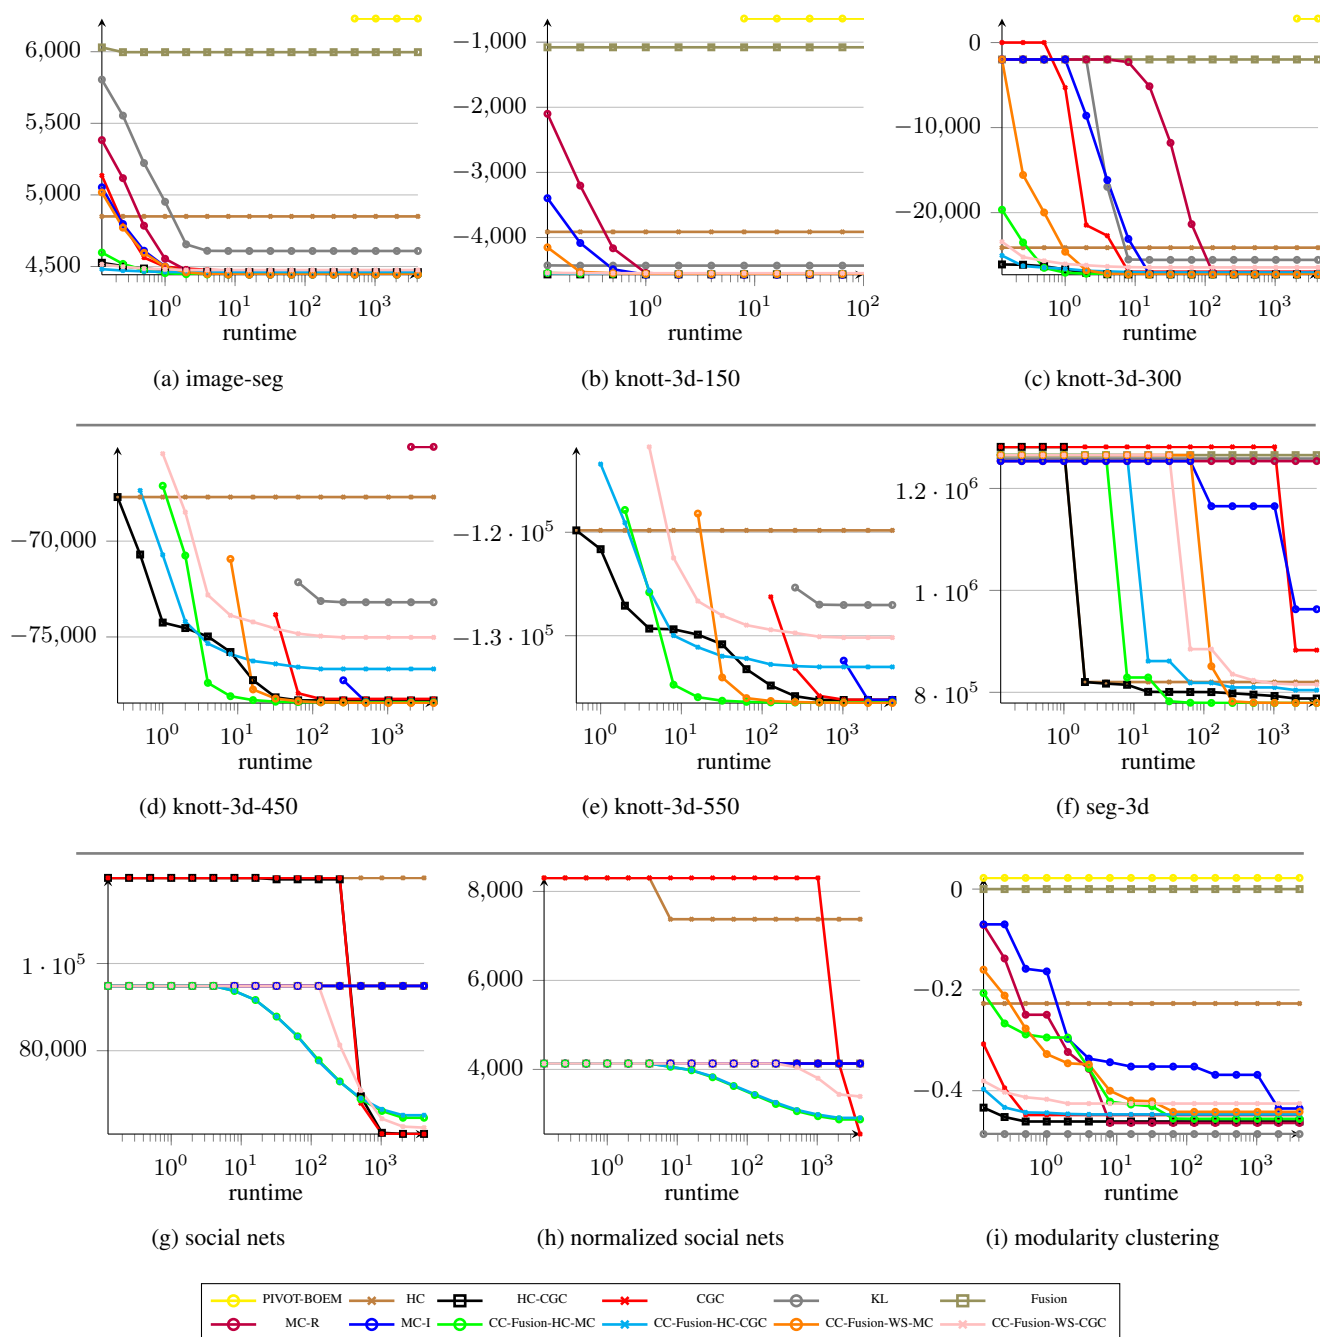 6,000
5,500
5,000
4,500
10^0
10^1
10^2
10^3
runtime
(a) image-seg
−1,000
−2,000
−3,000
−4,000
10^0
10^1
10^2
runtime
(b) knott-3d-150
0
−10,000
−20,000
10^0
10^1
10^2
10^3
runtime
(c) knott-3d-300
−70,000
−75,000
10^0
10^1
10^2
10^3
runtime
(d) knott-3d-450
−1.2 · 10^5
−1.3 · 10^5
10^0
10^1
10^2
10^3
runtime
(e) knott-3d-550
1.2 · 10^6
1 · 10^6
8 · 10^5
10^0
10^1
10^2
10^3
runtime
(f) seg-3d
1 · 10^5
80,000
10^0
10^1
10^2
10^3
runtime
(g) social nets
8,000
6,000
4,000
10^0
10^1
10^2
10^3
runtime
(h) normalized social nets
0
−0.2
−0.4
10^0
10^1
10^2
10^3
runtime
(i) modularity clustering
PIVOT-BOEM HC HC-CGC CGC KL Fusion
MC-R MC-I CC-Fusion-HC-MC CC-Fusion-HC-CGC CC-Fusion-WS-MC CC-Fusion-WS-CGC